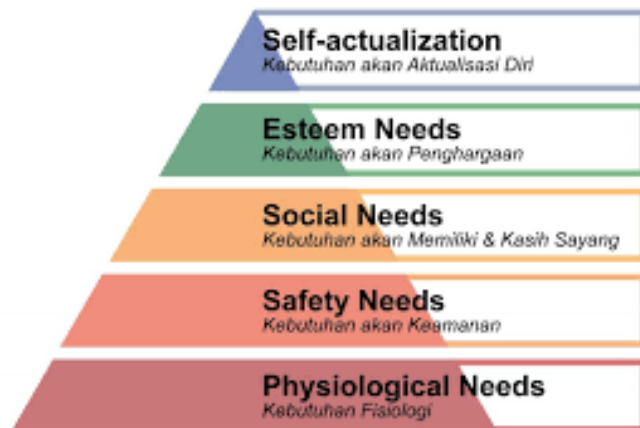 Self-actualization
Kebutuhan akan Aktualisasi Diri
Esteem Needs
Kebutuhan akan Penghargaan
Social Needs
Kebutuhan akan Memiliki & Kasih Sayang
Safety Needs
Kebutuhan akan Keamanan
Physiological Needs
Kebutuhan Fisiologi